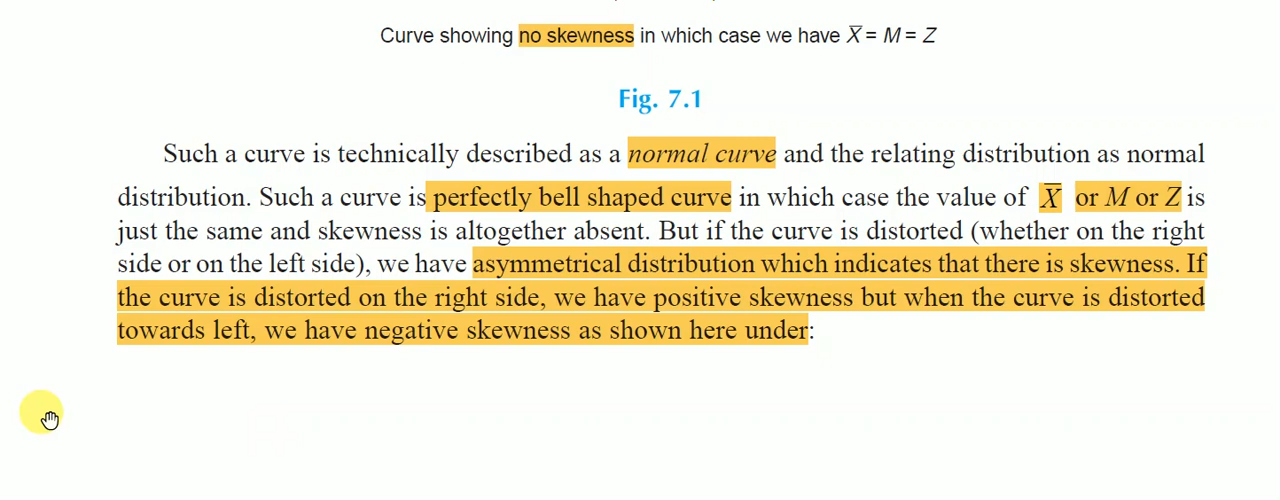 Curve showing no skewness in which case we have X̅ = M = Z
Fig. 7.1
Such a curve is technically described as a normal curve and the relating distribution as normal
distribution. Such a curve is perfectly bell shaped curve in which case the value of X̅ or M or Z is
just the same and skewness is altogether absent. But if the curve is distorted (whether on the right
side or on the left side), we have asymmetrical distribution which indicates that there is skewness. If
the curve is distorted on the right side, we have positive skewness but when the curve is distorted
towards left, we have negative skewness as shown here under: